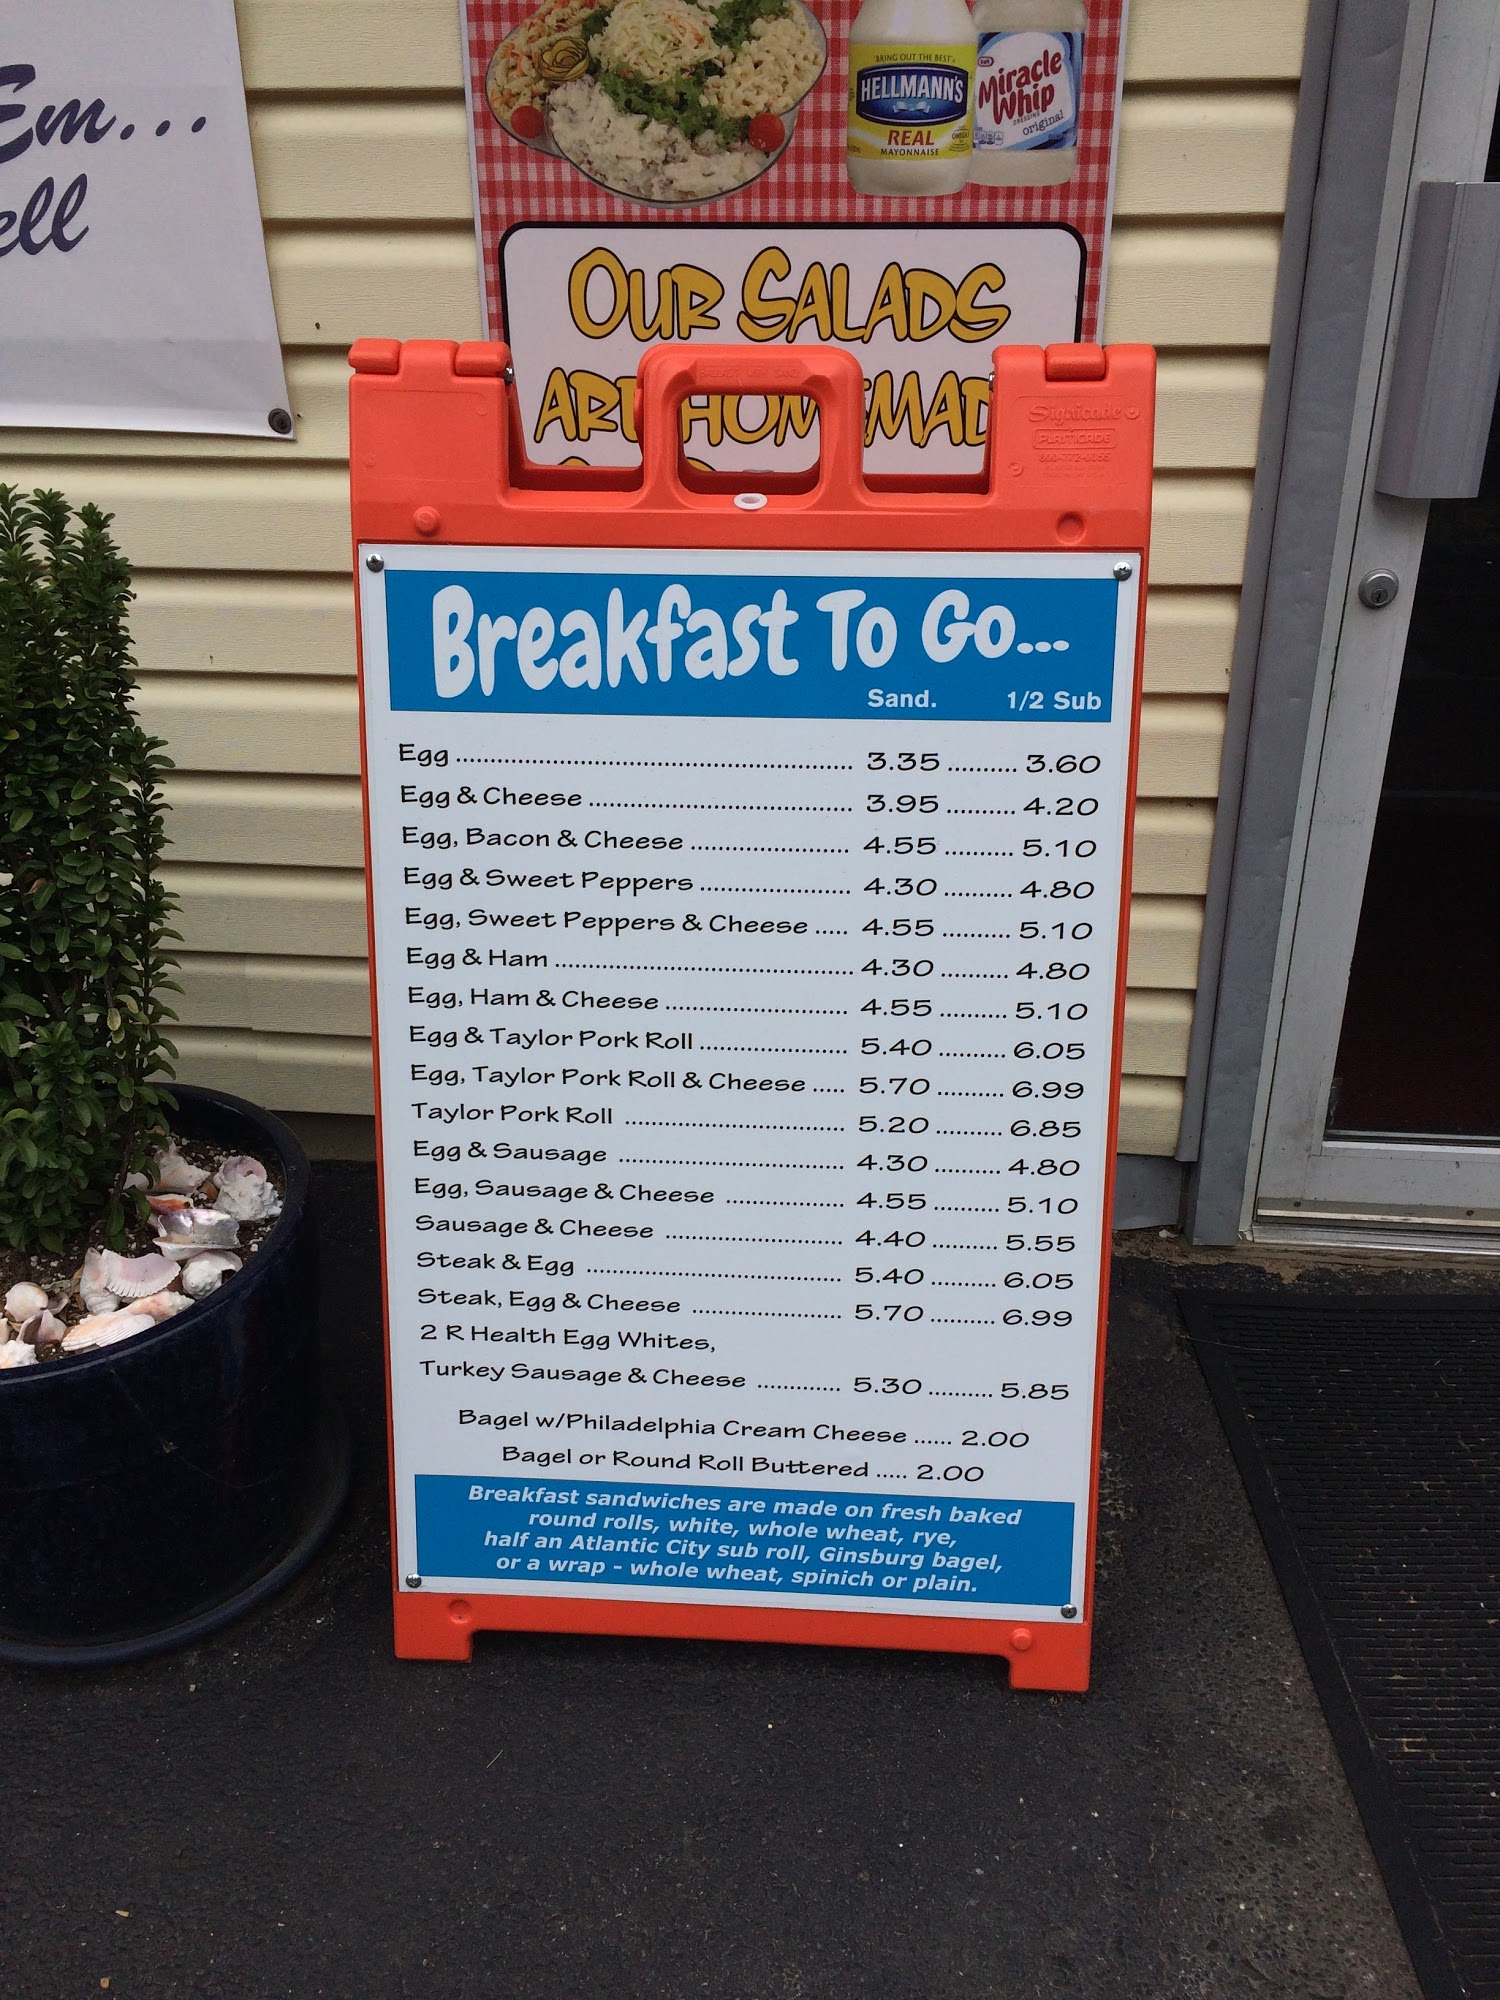 Em...
ell
BRING OUT THE BEST
HELLMANN'S
REAL
MAYONNAISE
Kraft
Miracle
Whip
DRESSING
original
OUR SALADS
ARE HOMEMAD
Signicade
PLASTICADE
Breakfast To Go...
Sand. 1/2 Sub
Egg ........ 3.35 ........ 3.60
Egg & Cheese ........ 3.95 ........ 4.20
Egg, Bacon & Cheese ........ 4.55 ........ 5.10
Egg & Sweet Peppers ........ 4.30 ........ 4.80
Egg, Sweet Peppers & Cheese ..... 4.55 ........ 5.10
Egg & Ham ........ 4.30 ........ 4.80
Egg, Ham & Cheese ........ 4.55 ........ 5.10
Egg & Taylor Pork Roll ........ 5.40 ........ 6.05
Egg, Taylor Pork Roll & Cheese ..... 5.70 ........ 6.99
Taylor Pork Roll ........ 5.20 ........ 6.85
Egg & Sausage ........ 4.30 ........ 4.80
Egg, Sausage & Cheese ........ 4.55 ........ 5.10
Sausage & Cheese ........ 4.40 ........ 5.55
Steak & Egg ........ 5.40 ........ 6.05
Steak, Egg & Cheese ........ 5.70 ........ 6.99
2 R Health Egg Whites,
Turkey Sausage & Cheese ........ 5.30 ........ 5.85
Bagel w/Philadelphia Cream Cheese ...... 2.00
Bagel or Round Roll Buttered ..... 2.00
Breakfast sandwiches are made on fresh baked
round rolls, white, whole wheat, rye,
half an Atlantic City sub roll, Ginsburg bagel,
or a wrap - whole wheat, spinich or plain.